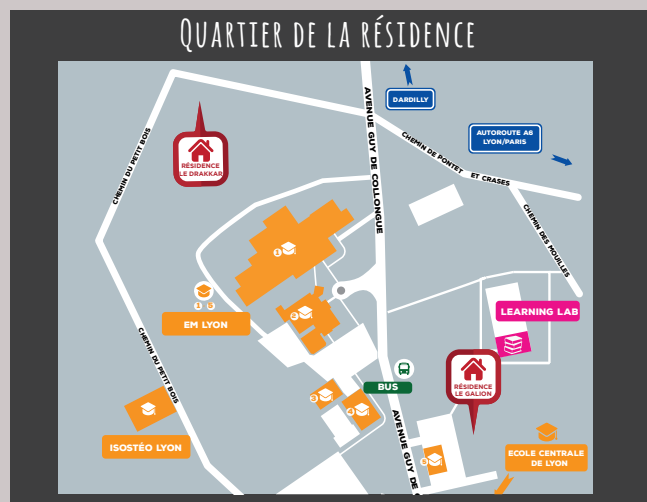 QUARTIER DE LA RÉSIDENCE
DARDILLY
AUTOROUTE A6
LYON/PARIS
AVENUE GUY DE COLLONGUE
CHEMIN DE PONTET ET CRASES
CHEMIN DES MOUILLES
CHEMIN DU PETIT BOIS
RÉSIDENCE
LE DRAKKAR
1
2
1 5
EM LYON
LEARNING LAB
CHEMIN DU PETIT BOIS
BUS
RÉSIDENCE
LE GALION
3
4
5
AVENUE GUY DE C
ISOSTÉO LYON
ECOLE CENTRALE
DE LYON